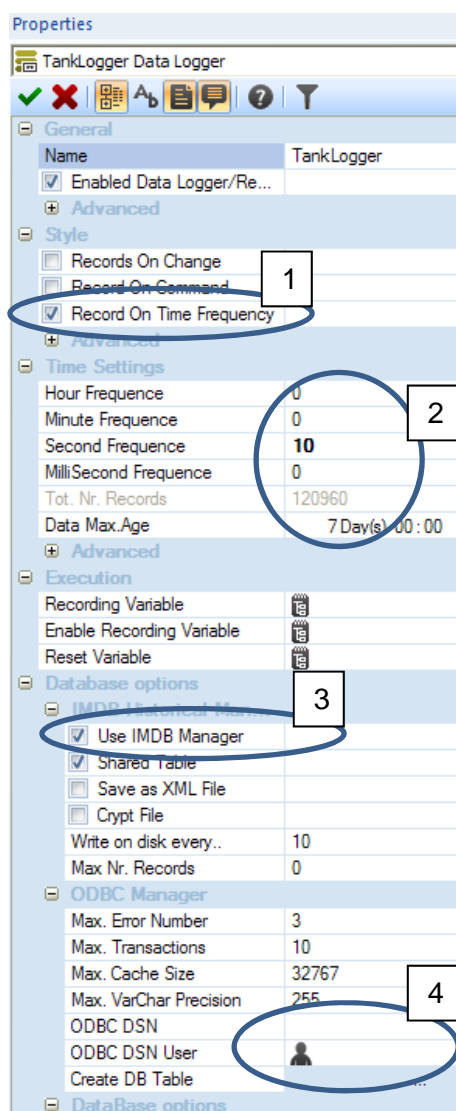 Properties
TankLogger Data Logger
General
Name TankLogger
Enabled Data Logger/Re...
Advanced
Style
Records On Change
1
Record On Command
Record On Time Frequency
Advanced
Time Settings
Hour Frequence 0
Minute Frequence 0
2
Second Frequence 10
MilliSecond Frequence 0
Tot. Nr. Records 120960
Data Max.Age 7 Day(s) 00 : 00
Advanced
Execution
Recording Variable
Enable Recording Variable
Reset Variable
Database options
3
IMDB Historical Man...
Use IMDB Manager
Shared Table
Save as XML File
Crypt File
Write on disk every.. 10
Max Nr. Records 0
ODBC Manager
Max. Error Number 3
Max. Transactions 10
Max. Cache Size 32767
Max. VarChar Precision 255
4
ODBC DSN
ODBC DSN User
Create DB Table ...
DataBase options